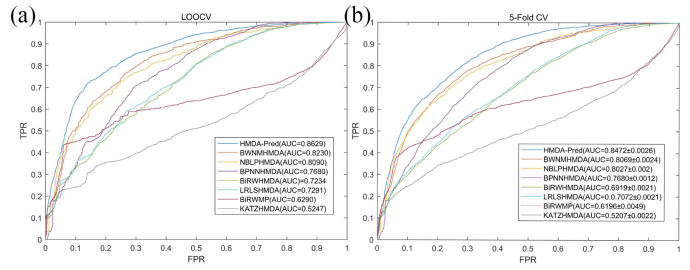 (a)
LOOCV
1
0.9
0.8
0.7
0.6
0.5
0.4
0.3
0.2
0.1
0
TPR
HMDA-Pred(AUC=0.8629)
BWNMHMDA(AUC=0.8230)
NBLPHMDA(AUC=0.8090)
BPNNHMDA(AUC=0.7680)
BiRWHMDA(AUC)=0.7234
LRLSHMDA(AUC=0.7291)
BiRWMP(AUC=0.6290)
KATZHMDA(AUC=0.5247)
0 0.1 0.2 0.3 0.4 0.5 0.6 0.7 0.8 0.9 1
FPR
(b)
5-Fold CV
1
0.9
0.8
0.7
0.6
0.5
0.4
0.3
0.2
0.1
0
TPR
HMDA-Pred(AUC=0.8472±0.0026)
BWNMHMDA(AUC=0.8069±0.0024)
NBLPHMDA(AUC=0.8027±0.002)
BPNNHMDA(AUC=0.7680±0.0012)
BiRWHMDA(AUC=0.6919±0.0021)
LRLSHMDA(AUC=0.0.7072±0.0021)
BiRWMP(AUC=0.6196±0.0049)
KATZHMDA(AUC=0.5207±0.0022)
0 0.1 0.2 0.3 0.4 0.5 0.6 0.7 0.8 0.9 1
FPR